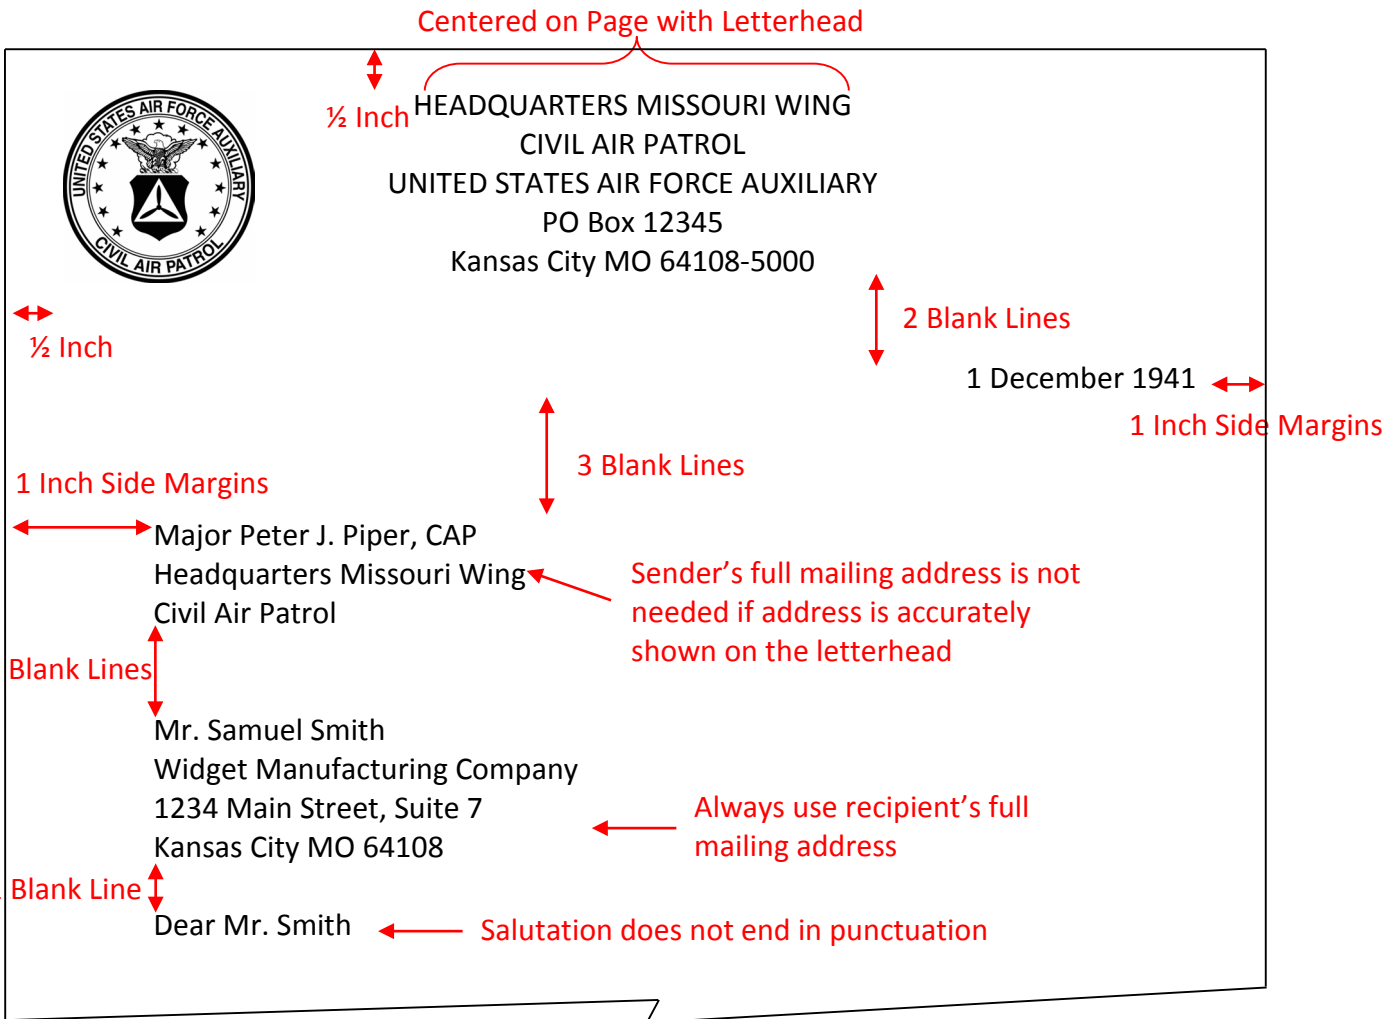 Centered on Page with Letterhead
½ Inch
HEADQUARTERS MISSOURI WING
CIVIL AIR PATROL
UNITED STATES AIR FORCE AUXILIARY
PO Box 12345
Kansas City MO 64108-5000
UNITED STATES AIR FORCE AUXILIARY
CIVIL AIR PATROL
½ Inch
2 Blank Lines
1 December 1941
1 Inch Side Margins
3 Blank Lines
1 Inch Side Margins
Major Peter J. Piper, CAP
Headquarters Missouri Wing
Civil Air Patrol
Sender’s full mailing address is not
needed if address is accurately
shown on the letterhead
Blank Lines
Mr. Samuel Smith
Widget Manufacturing Company
1234 Main Street, Suite 7
Kansas City MO 64108
Always use recipient’s full
mailing address
Blank Line
Dear Mr. Smith
Salutation does not end in punctuation